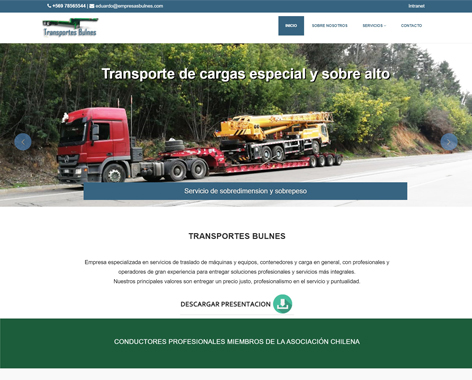 +569 78565544 | eduardo@empresasbulnes.com
Intranet
Transportes Bulnes
INICIO
SOBRE NOSOTROS
SERVICIOS
CONTACTO
Transporte de cargas especial y sobre alto
Servicio de sobredimension y sobrepeso
TRANSPORTES BULNES
Empresa especializada en servicios de traslado de máquinas y equipos, contenedores y carga en general, con profesionales y
operadores de gran experiencia para entregar soluciones profesionales y servicios más integrales.
Nuestros principales valores son entregar un precio justo, profesionalismo en el servicio y puntualidad.
DESCARGAR PRESENTACION
CONDUCTORES PROFESIONALES MIEMBROS DE LA ASOCIACIÓN CHILENA